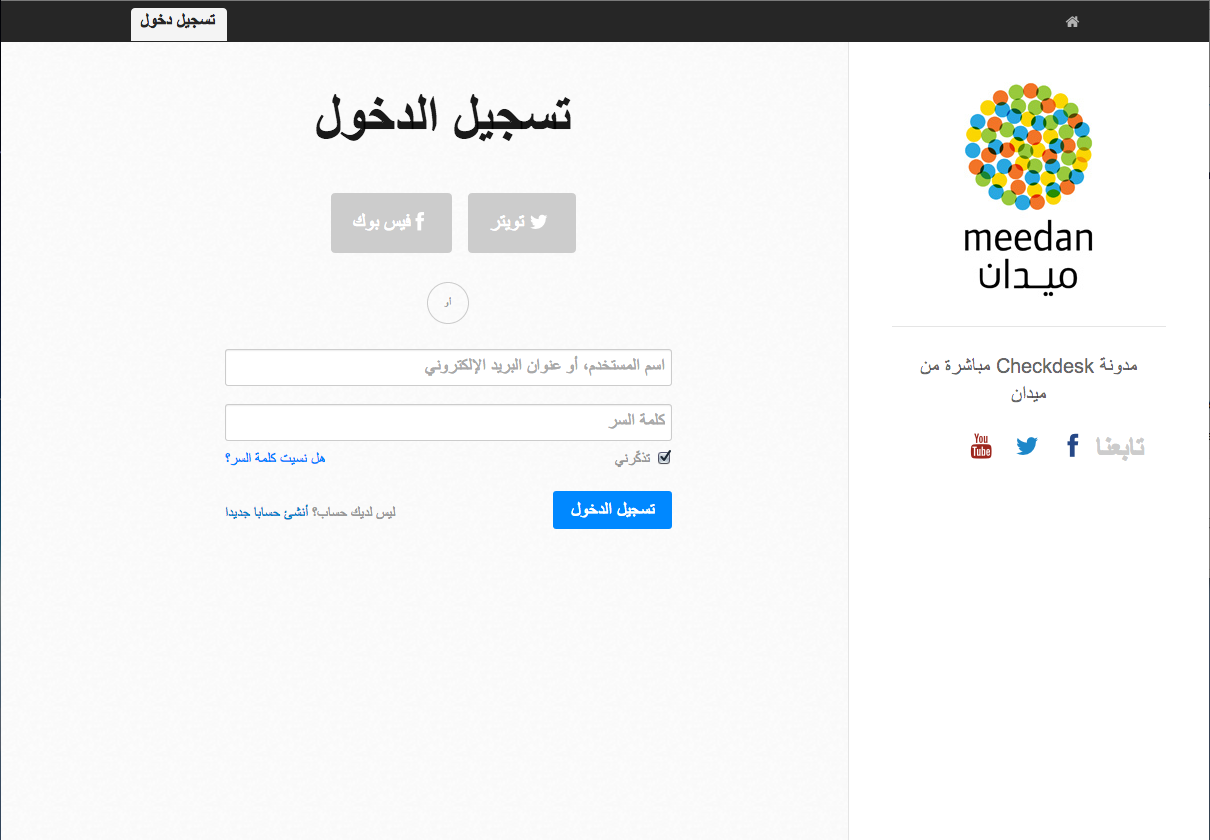 تسجيل دخول
meedan
ميدان
مدونة Checkdesk مباشرة من
ميدان
تابعنا
You
Tube
تسجيل الدخول
تويتر
فيس بوك
او
اسم المستخدم، أو عنوان البريد الإلكتروني
كلمة السر
تذكّرني
هل نسيت كلمة السر؟
تسجيل الدخول
ليس لديك حساب؟ أنشئ حسابا جديدا